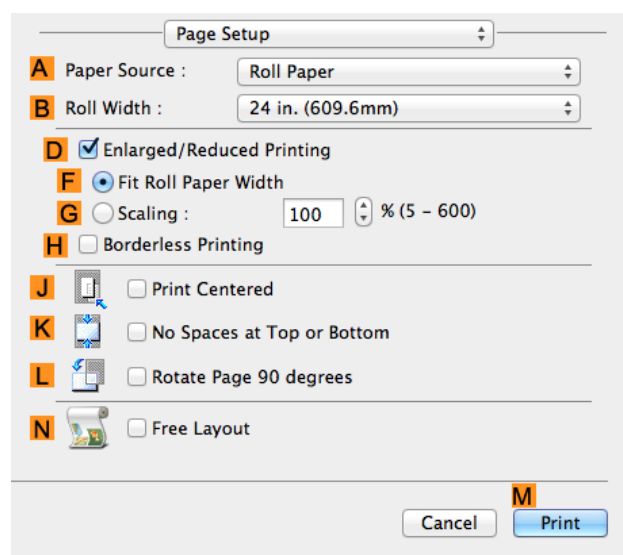 Page Setup
A Paper Source : Roll Paper
B Roll Width : 24 in. (609.6mm)
D Enlarged/Reduced Printing
F Fit Roll Paper Width
G Scaling : 100 % (5 - 600)
H Borderless Printing
J Print Centered
K No Spaces at Top or Bottom
L Rotate Page 90 degrees
N Free Layout
M
Cancel Print